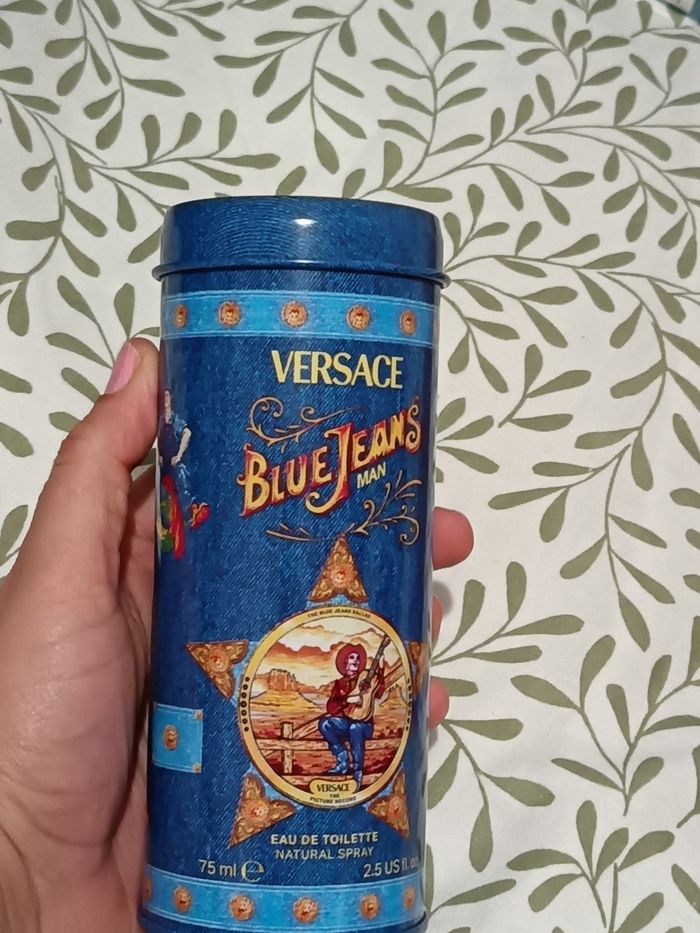 VERSACE
BLUE JEANS
MAN
THE BLUE JEANS BALLAD
VERSACE
THE
PICTURE RECORD
EAU DE TOILETTE
NATURAL SPRAY
75 ml ℮ 2.5 US fl. oz